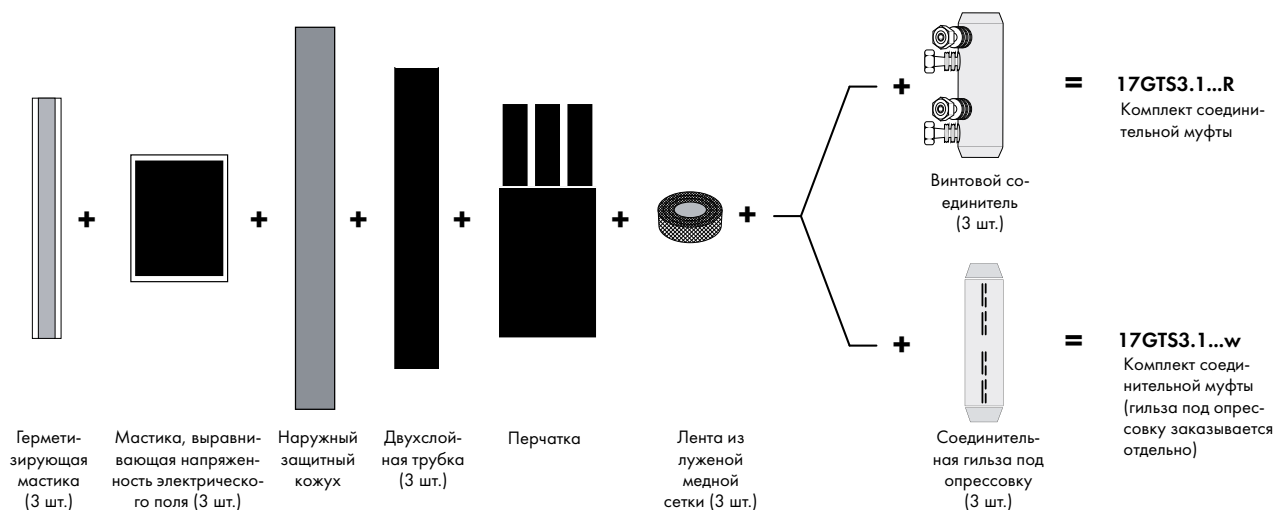 +
+
+
+
+
+
+
=
17GTS3.1...R
Комплект соедини-
тельной муфты
Винтовой со-
единитель
(3 шт.)
+
=
17GTS3.1...w
Комплект соеди-
нительной муфты
(гильза под опрес-
совку заказывается
отдельно)
Гермети-
зирующая
мастика
(3 шт.)
Мастика, выравни-
вающая напряжен-
ность электрическо-
го поля (3 шт.)
Наружный
защитный
кожух
Двухслой-
ная трубка
(3 шт.)
Перчатка
Лента из
луженой
медной
сетки (3 шт.)
Соединитель-
ная гильза под
опрессовку
(3 шт.)